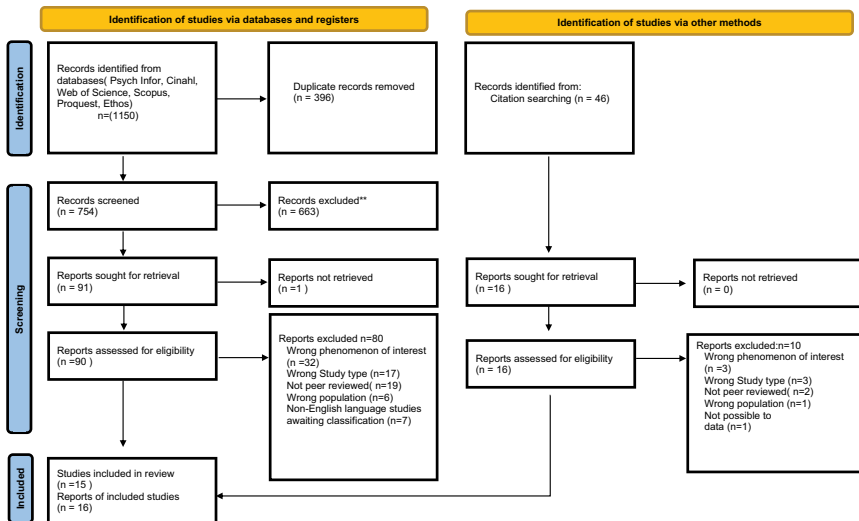 Identification of studies via databases and registers
Identification of studies via other methods
Identification
Records identified from
databases( Psych Infor, Cinahl,
Web of Science, Scopus,
Proquest, Ethos)
n=(1150)
Duplicate records removed
(n = 396)
Records identified from:
Citation searching (n = 46)
Screening
Records screened
(n = 754)
Records excluded**
(n = 663)
Reports sought for retrieval
(n = 91)
Reports not retrieved
(n =1 )
Reports sought for retrieval
(n =16 )
Reports not retrieved
(n = 0)
Reports assessed for eligibility
(n =90 )
Reports excluded n=80
Wrong phenomenon of interest
(n =32)
Wrong Study type (n=17)
Not peer reviewed( n=19)
Wrong population (n=6)
Non-English language studies
awaiting classification (n=7)
Reports assessed for eligibility
(n = 16)
Reports excluded:n=10
Wrong phenomenon of interest
(n =3)
Wrong Study type (n=3)
Not peer reviewed (n=2)
Wrong population (n=1)
Not possible to
data (n=1)
Included
Studies included in review
(n =15 )
Reports of included studies
(n = 16)